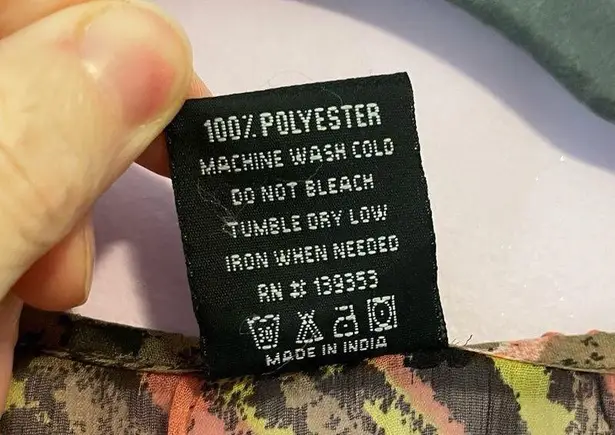 100% POLYESTER
MACHINE WASH COLD
DO NOT BLEACH
TUMBLE DRY LOW
IRON WHEN NEEDED
RN # 139353
MADE IN INDIA